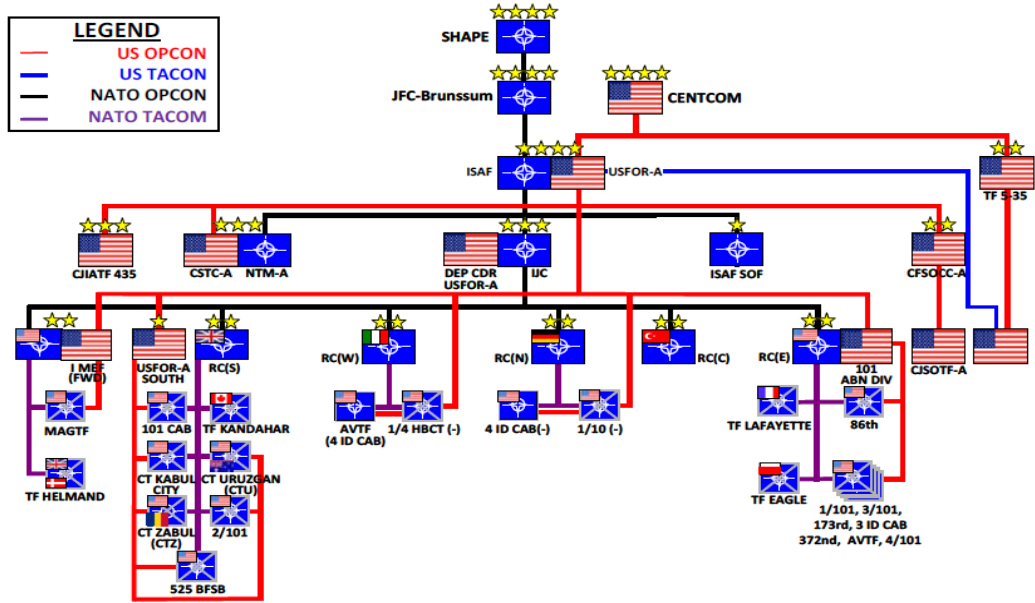 LEGEND
US OPCON
US TACON
NATO OPCON
NATO TACOM
SHAPE
JFC-Brunssum
CENTCOM
ISAF
USFOR-A
TF 5-35
CJIATF 435
CSTC-A
NTM-A
DEP CDR
USFOR-A
IJC
ISAF SOF
CFSOCC-A
I MEF
(FWD)
USFOR-A
SOUTH
RC(S)
RC(W)
RC(N)
RC(C)
RC(E)
101
ABN DIV
CJSOTF-A
MAGTF
101 CAB
TF KANDAHAR
AVTF
(4 ID CAB)
1/4 HBCT (-)
4 ID CAB(-)
1/10 (-)
TF LAFAYETTE
86th
TF HELMAND
CT KABUL
CITY
CT URUZGAN
(CTU)
TF EAGLE
1/101, 3/101,
173rd, 3 ID CAB
372nd, AVTF, 4/101
CT ZABUL
(CTZ)
2/101
525 BFSB